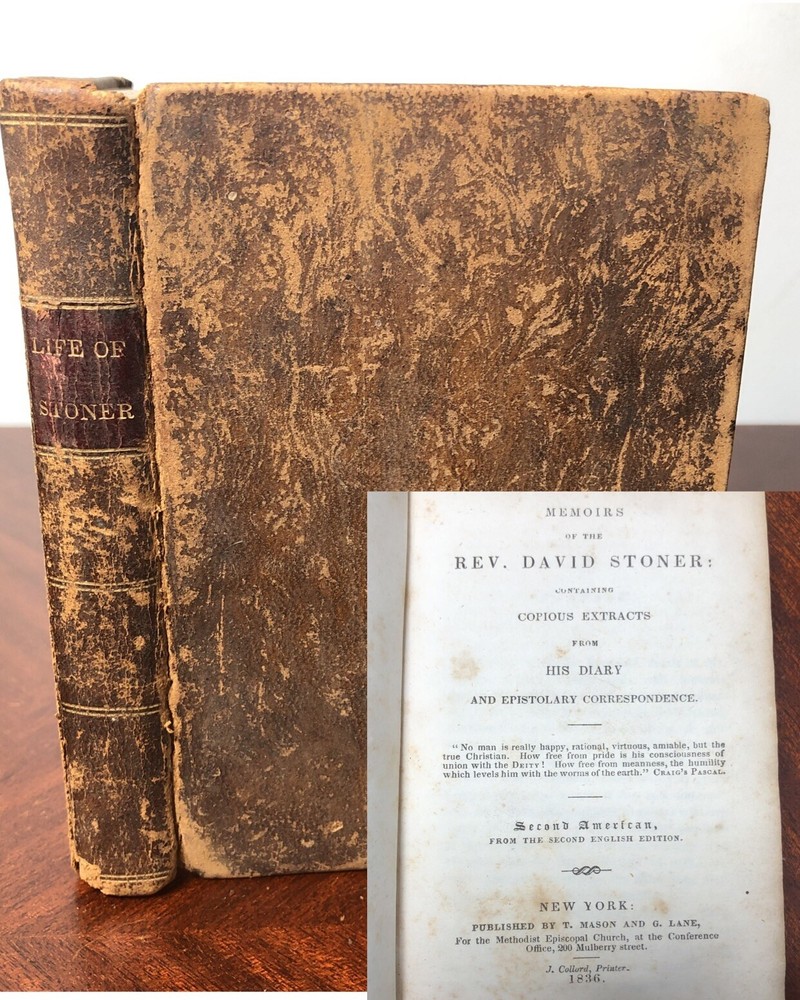 LIFE OF
STONER
MEMOIRS
OF THE
REV. DAVID STONER:
CONTAINING
COPIOUS EXTRACTS
FROM
HIS DIARY
AND EPISTOLARY CORRESPONDENCE.
"No man is really happy, rational, virtuous, amiable, but the
true Christian. How free from pride is his consciousness of
union with the DEITY! How free from meanness, the humility
which levels him with the worms of the earth." CRAIG'S PASCAL.
Second American,
FROM THE SECOND ENGLISH EDITION.
NEW YORK:
PUBLISHED BY T. MASON AND G. LANE,
For the Methodist Episcopal Church, at the Conference
Office, 200 Mulberry street.
J. Collord, Printer.
1836.